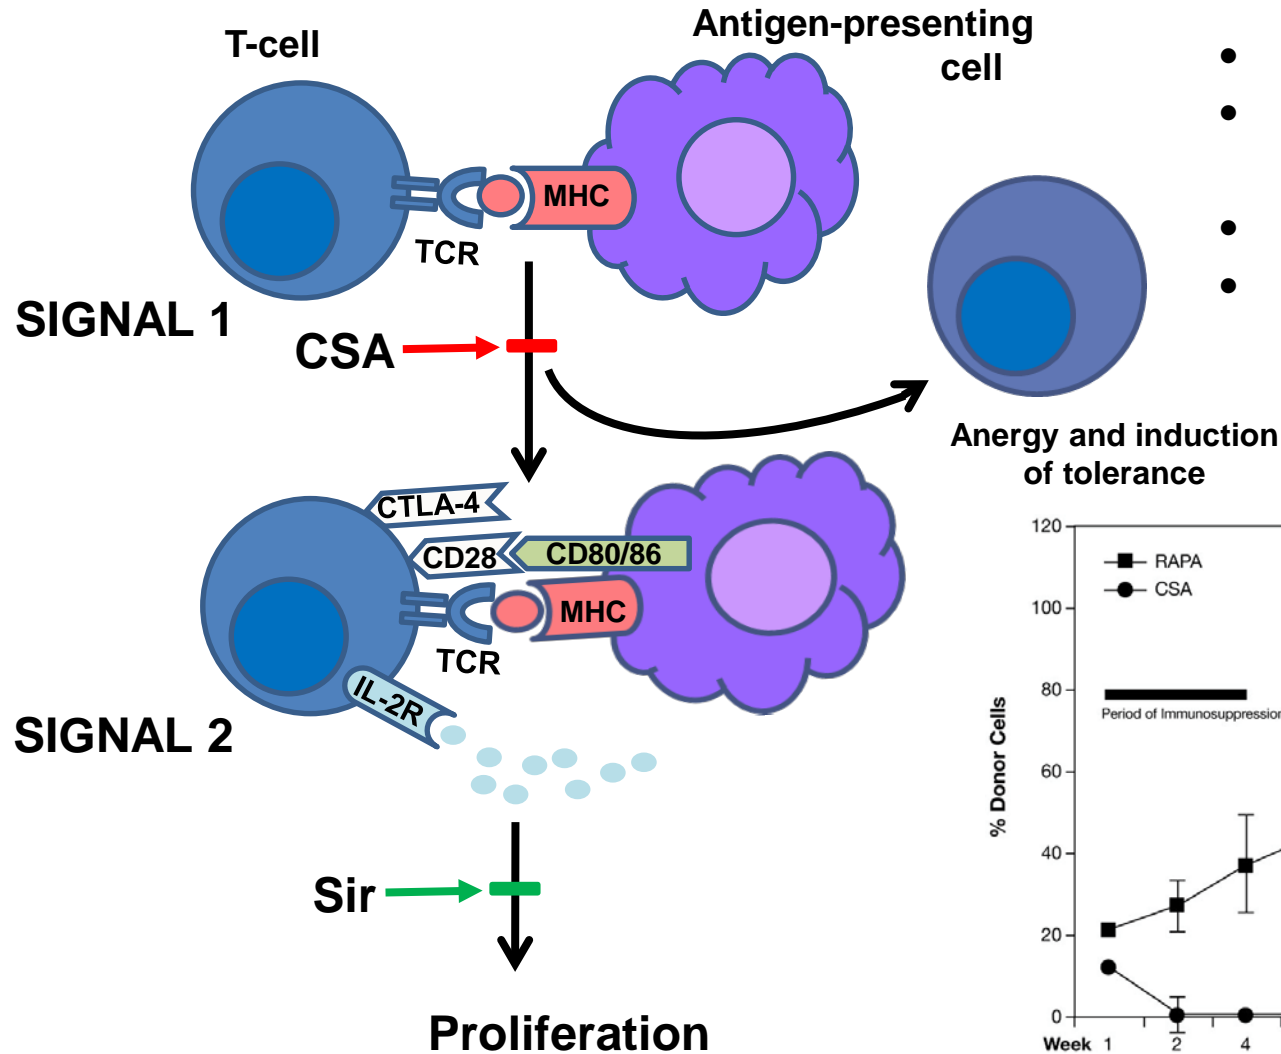 T-cell
Antigen-presenting
cell
MHC
TCR
SIGNAL 1
CSA
Anergy and induction
of tolerance
CTLA-4
CD28
CD80/86
MHC
TCR
IL-2R
SIGNAL 2
Sir
Proliferation
120
100
80
60
40
20
0
% Donor Cells
RAPA
CSA
Period of Immunosuppression
Week 1 2 4